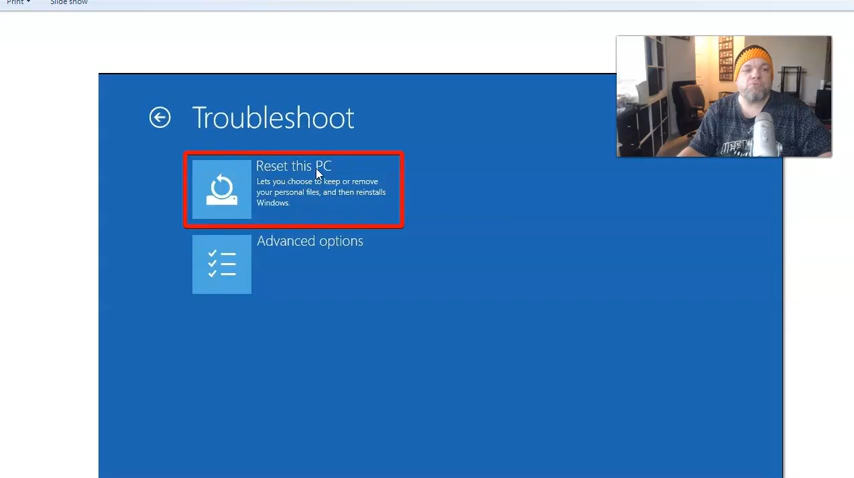 Print
Slide show
Troubleshoot
Reset this PC
Lets you choose to keep or remove
your personal files, and then reinstalls
Windows.
Advanced options